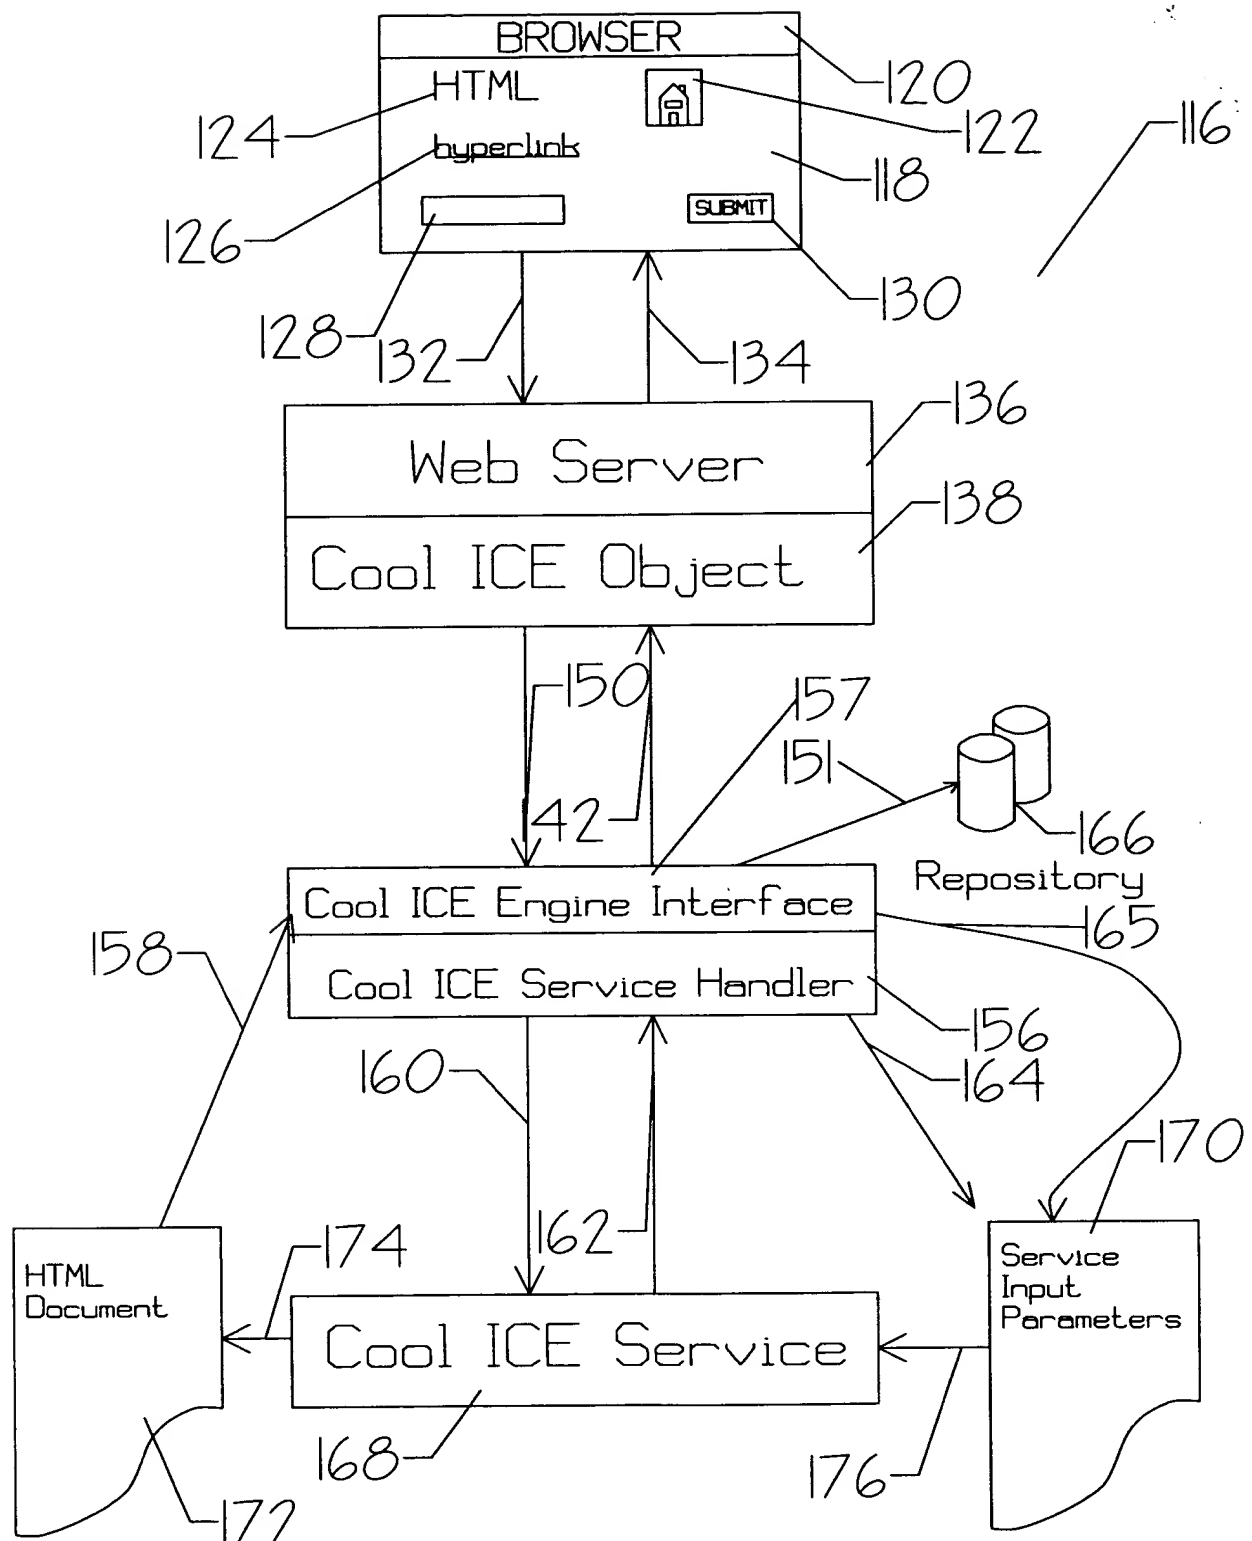 BROWSER
120
HTML
124
122
116
hyperlink
118
SUBMIT
126
130
128
132
134
136
Web Server
138
Cool ICE Object
150
157
151
42
166
Repository
Cool ICE Engine Interface
165
158
Cool ICE Service Handler
156
160
164
170
162
174
HTML
Document
Service
Input
Parameters
Cool ICE Service
168
176
172